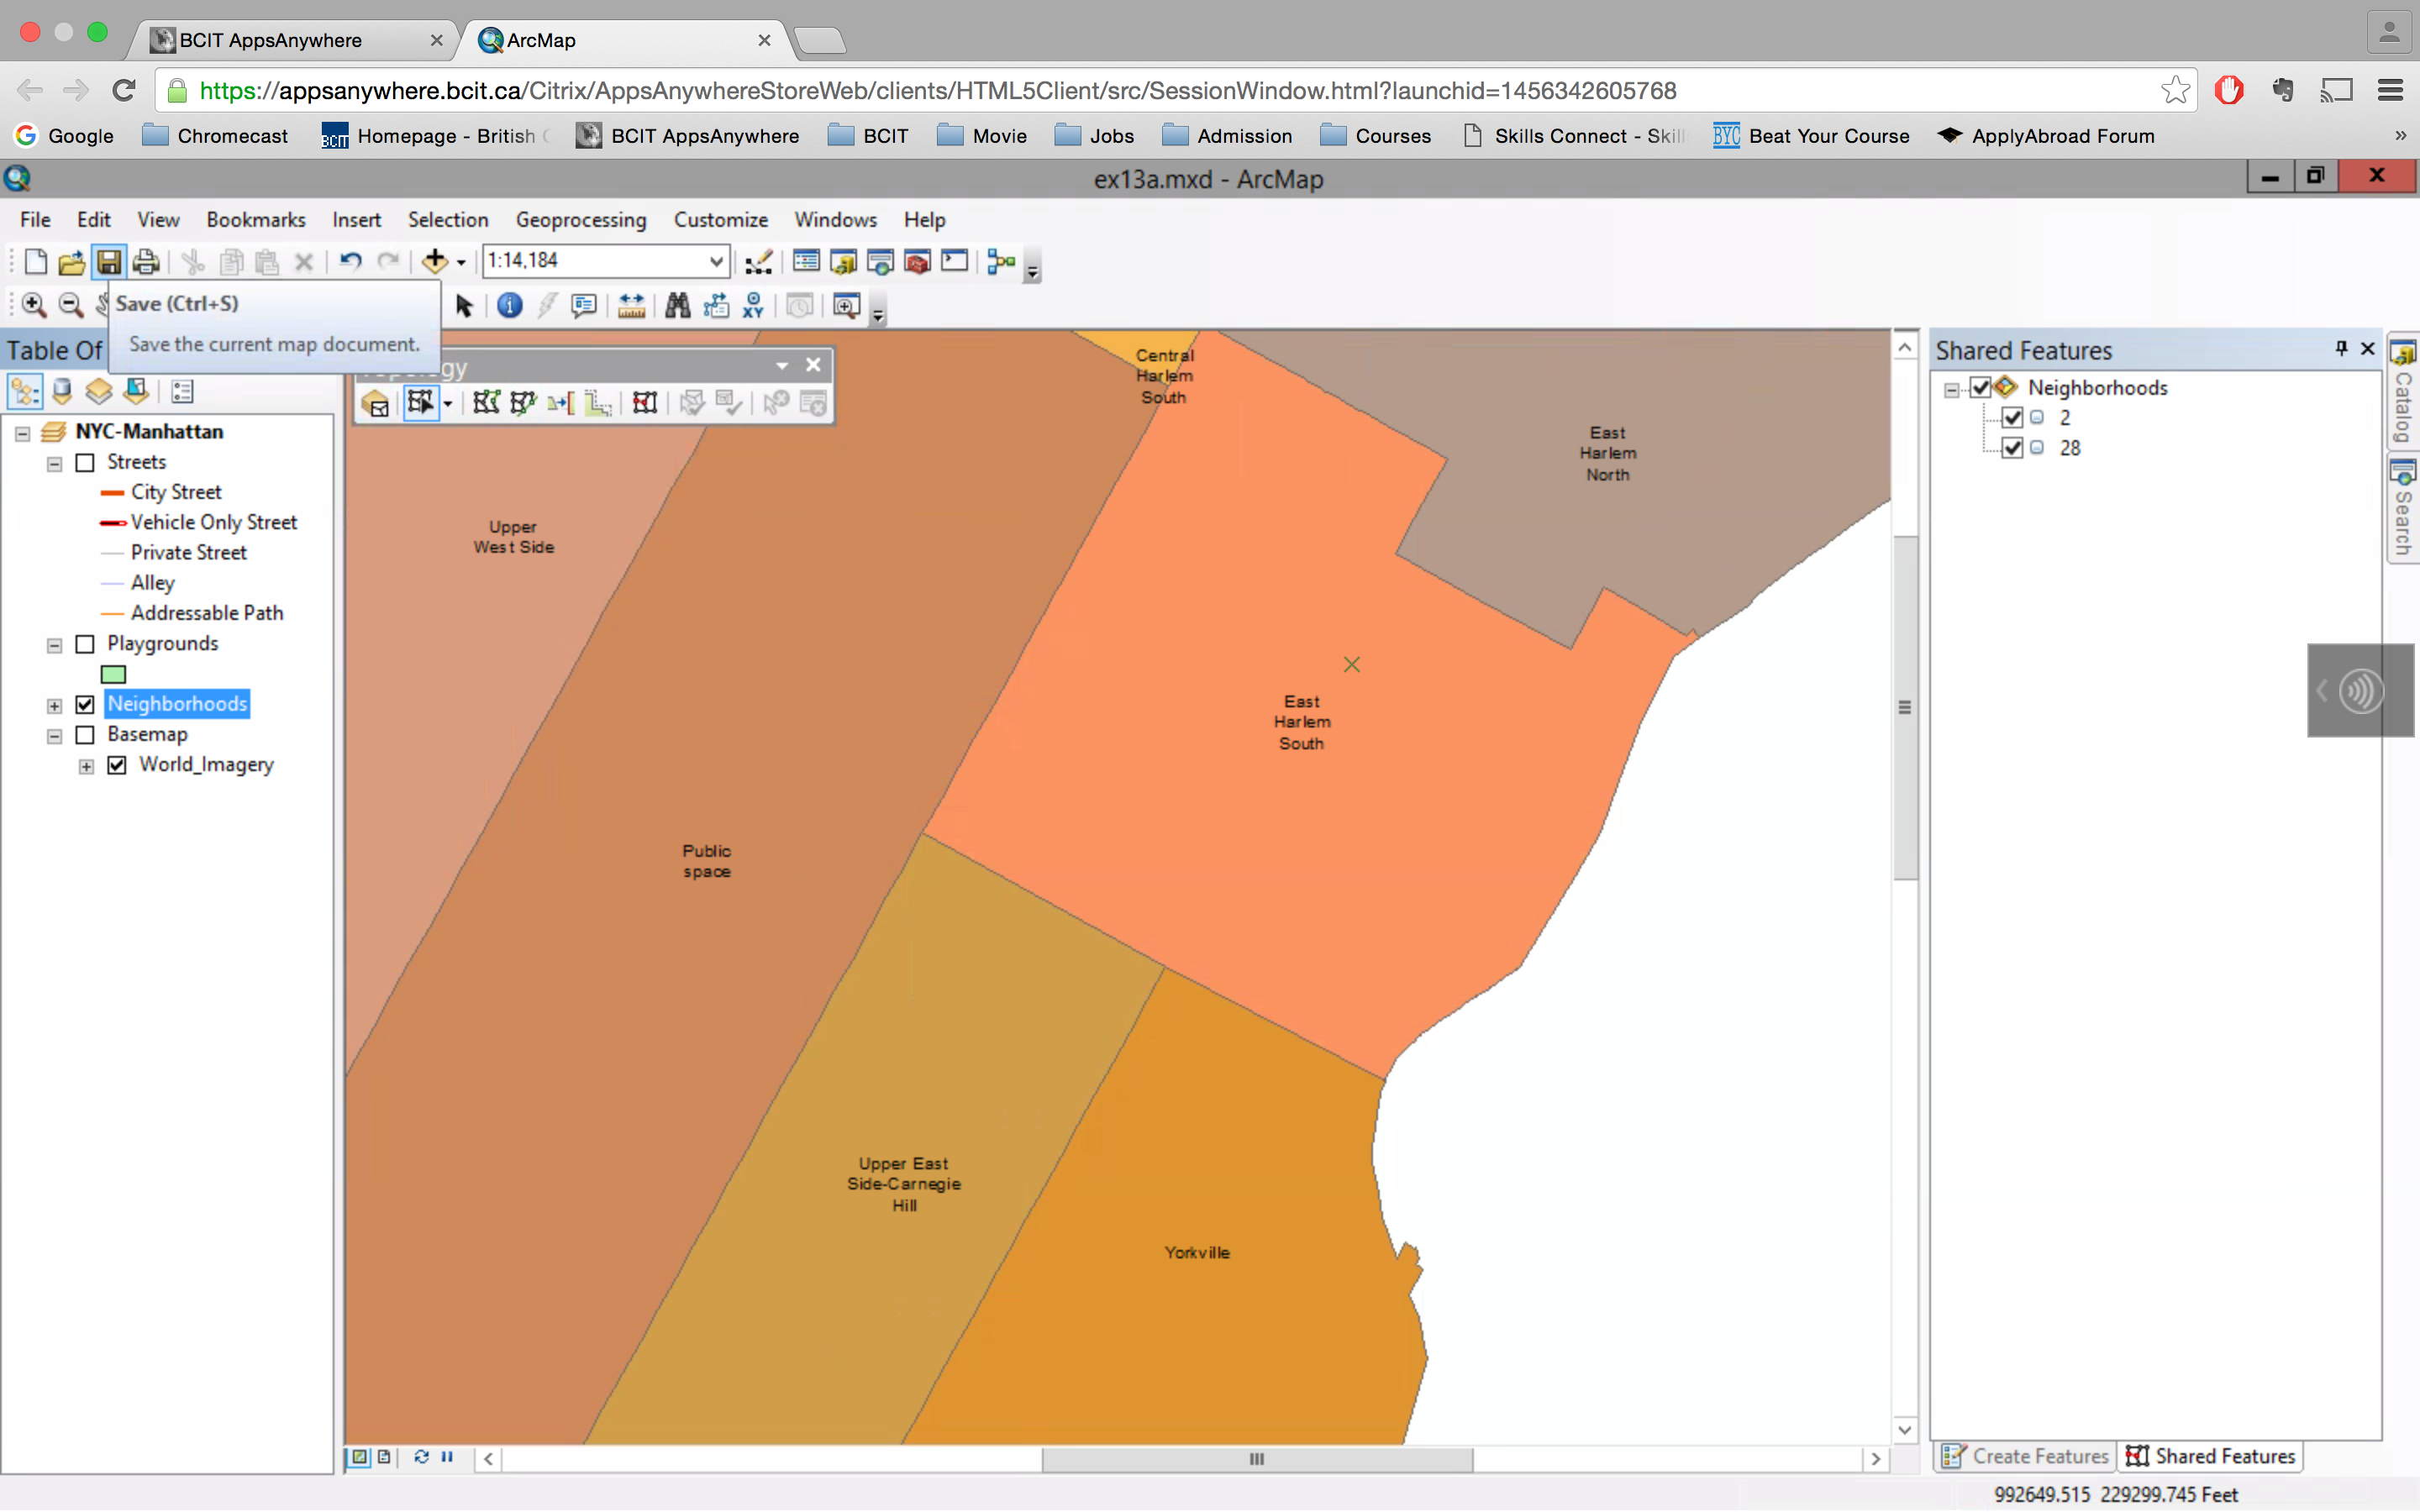 BCIT AppsAnywhere
ArcMap
https://appsanywhere.bcit.ca/Citrix/AppsAnywhereStoreWeb/clients/HTML5Client/src/SessionWindow.html?launchid=1456342605768
Google Chromecast Homepage - British BCIT AppsAnywhere BCIT Movie Jobs Admission Courses Skills Connect - Skil BYC Beat Your Course ApplyAbroad Forum »
ex13a.mxd - ArcMap
File Edit View Bookmarks Insert Selection Geoprocessing Customize Windows Help
1:14,184
Save (Ctrl+S)
Save the current map document.
XY
Table Of
NYC-Manhattan
Streets
City Street
Vehicle Only Street
Private Street
Alley
Addressable Path
Playgrounds
Neighborhoods
Basemap
World_Imagery
Central
Harlem
South
East
Harlem
North
Upper
West Side
East
Harlem
South
Public
space
Upper East
Side-Carnegie
Hill
Yorkville
Shared Features
Neighborhoods
2
28
Catalog
Search
Create Features Shared Features
992649.515 229299.745 Feet